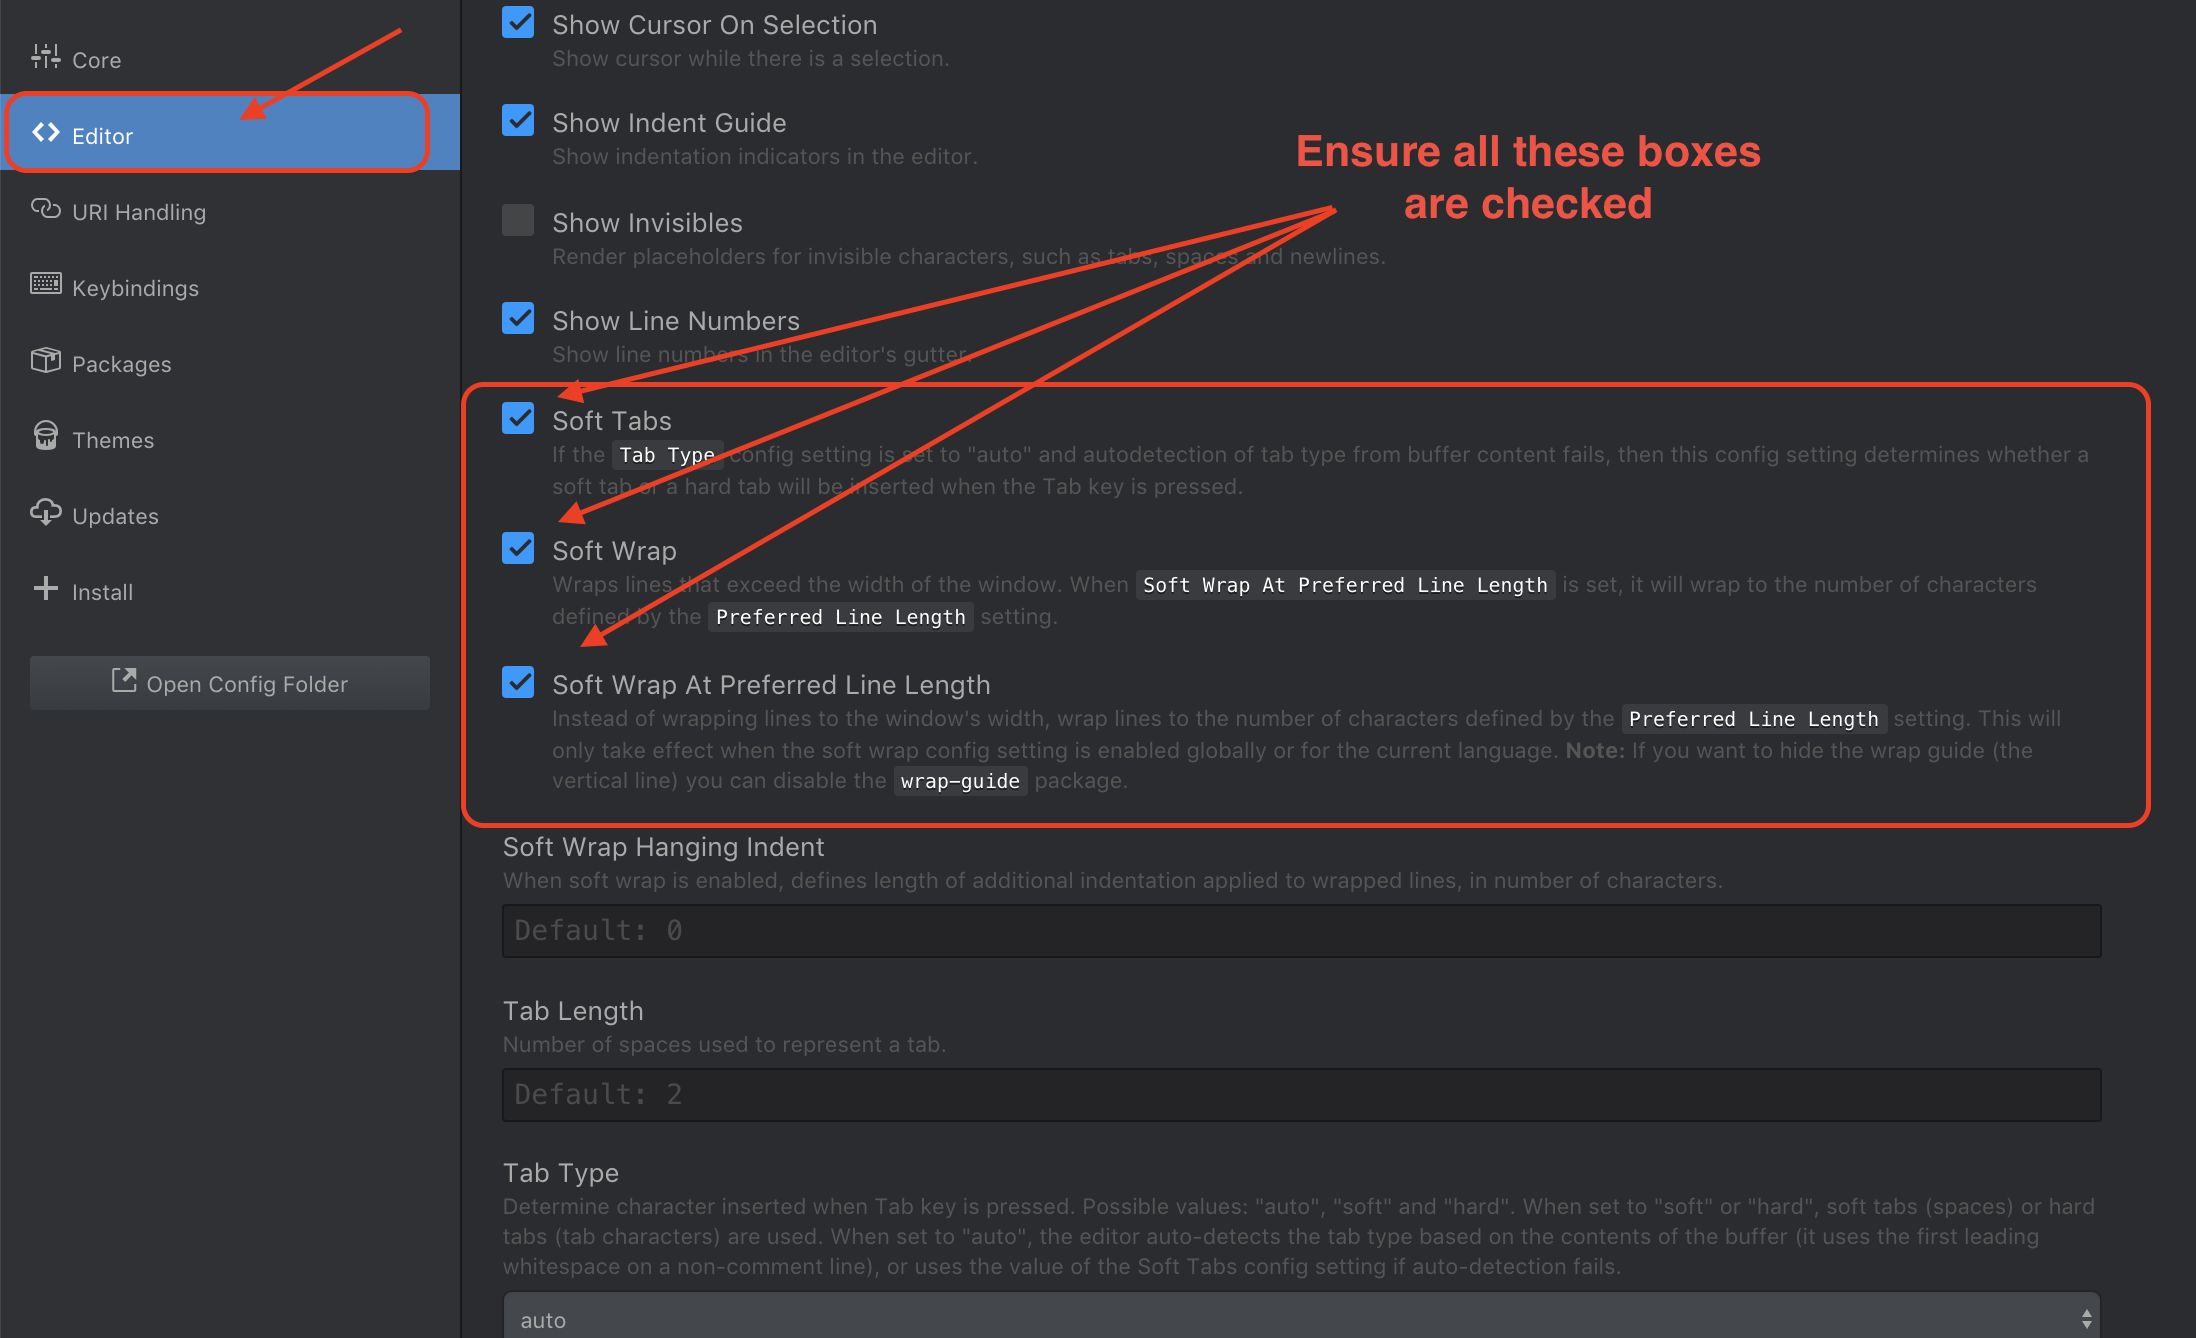 Core
Editor
URI Handling
Keybindings
Packages
Themes
Updates
Install
Open Config Folder
Show Cursor On Selection
Show cursor while there is a selection.
Show Indent Guide
Show indentation indicators in the editor.
Ensure all these boxes
are checked
Show Invisibles
Render placeholders for invisible characters, such as tabs, spaces and newlines.
Show Line Numbers
Show line numbers in the editor's gutter.
Soft Tabs
If the Tab Type config setting is set to "auto" and autodetection of tab type from buffer content fails, then this config setting determines whether a
soft tab or a hard tab will be inserted when the Tab key is pressed.
Soft Wrap
Wraps lines that exceed the width of the window. When Soft Wrap At Preferred Line Length is set, it will wrap to the number of characters
defined by the Preferred Line Length setting.
Soft Wrap At Preferred Line Length
Instead of wrapping lines to the window's width, wrap lines to the number of characters defined by the Preferred Line Length setting. This will
only take effect when the soft wrap config setting is enabled globally or for the current language. Note: If you want to hide the wrap guide (the
vertical line) you can disable the wrap-guide package.
Soft Wrap Hanging Indent
When soft wrap is enabled, defines length of additional indentation applied to wrapped lines, in number of characters.
Default: 0
Tab Length
Number of spaces used to represent a tab.
Default: 2
Tab Type
Determine character inserted when Tab key is pressed. Possible values: "auto", "soft" and "hard". When set to "soft" or "hard", soft tabs (spaces) or hard
tabs (tab characters) are used. When set to "auto", the editor auto-detects the tab type based on the contents of the buffer (it uses the first leading
whitespace on a non-comment line), or uses the value of the Soft Tabs config setting if auto-detection fails.
auto